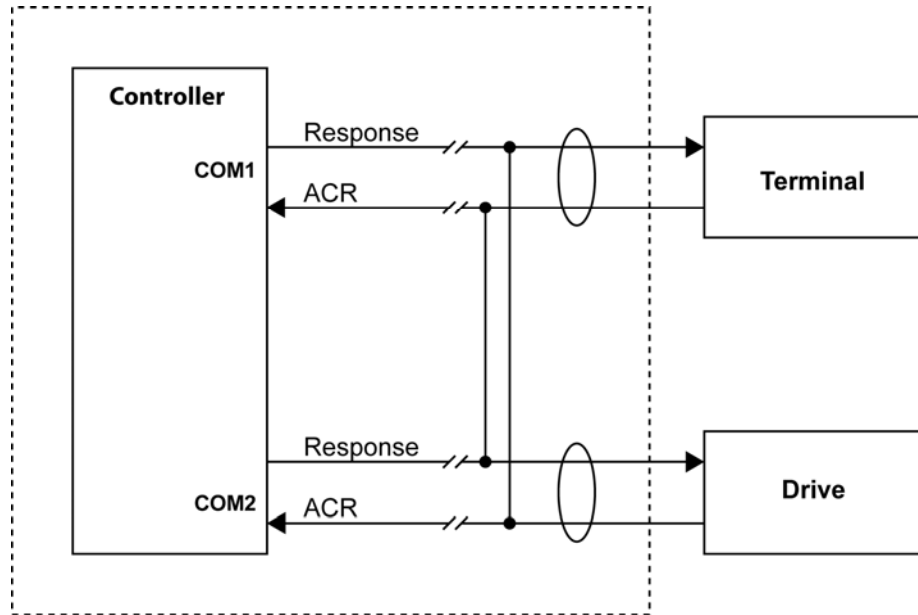 Controller
Response
COM1
ACR
Terminal
Response
COM2
ACR
Drive